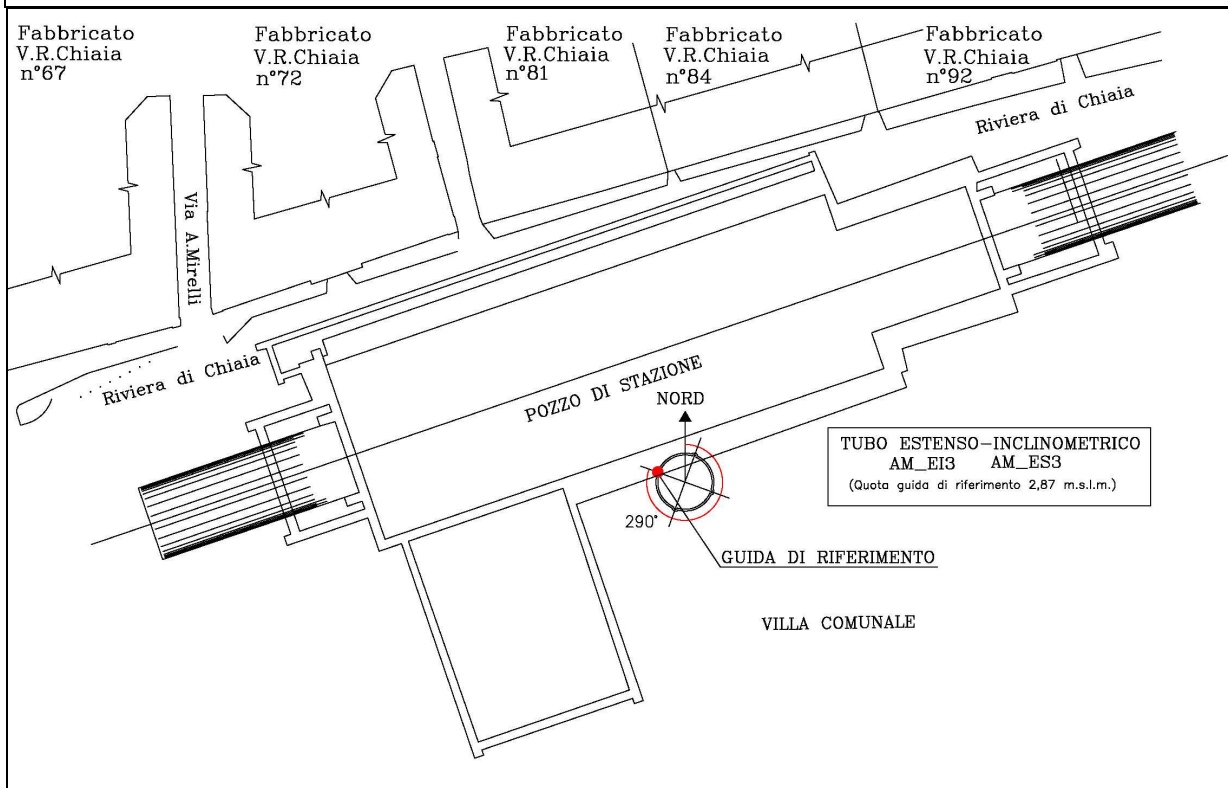 Fabbricato
V.R.Chiaia
n°67
Fabbricato
V.R.Chiaia
n°72
Fabbricato
V.R.Chiaia
n°81
Fabbricato
V.R.Chiaia
n°84
Fabbricato
V.R.Chiaia
n°92
Riviera di Chiaia
Via A.Mirelli
Riviera di Chiaia
POZZO DI STAZIONE
NORD
TUBO ESTENSO-INCLINOMETRICO
AM_EI3 AM_ES3
(Quota guida di riferimento 2,87 m.s.l.m.)
290°
GUIDA DI RIFERIMENTO
VILLA COMUNALE